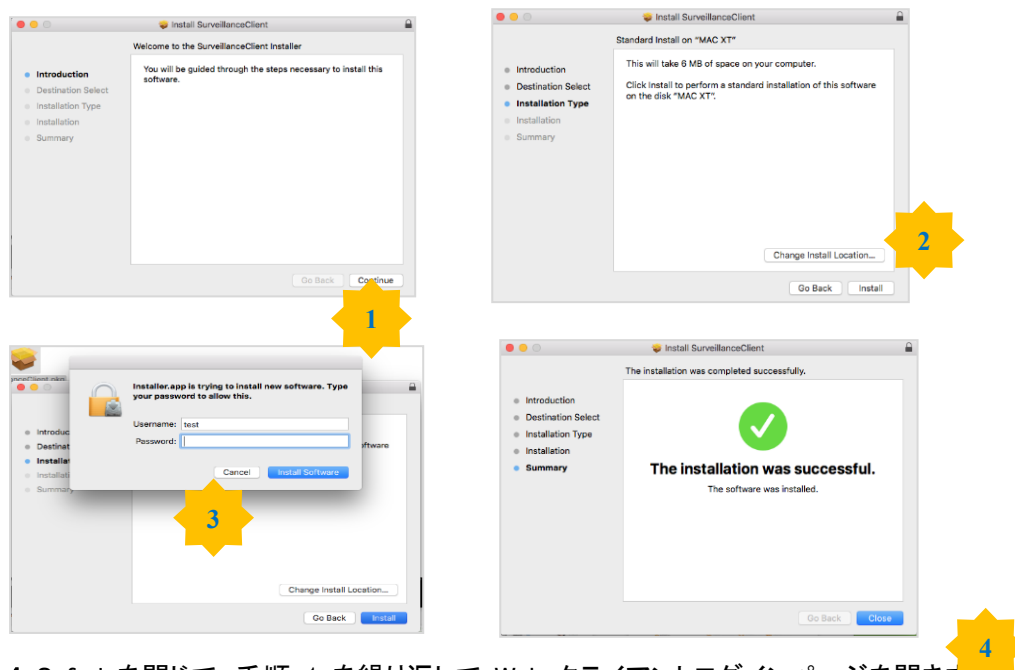 Install SurveillanceClient
Welcome to the SurveillanceClient Installer
Introduction
Destination Select
Installation Type
Installation
Summary
You will be guided through the steps necessary to install this
software.
Go Back
Continue
1
Install SurveillanceClient
Standard Install on “MAC XT”
Introduction
Destination Select
Installation Type
Installation
Summary
This will take 6 MB of space on your computer.
Click Install to perform a standard installation of this software
on the disk “MAC XT”.
Change Install Location...
Go Back
Install
2
Installer.app is trying to install new software. Type
your password to allow this.
Username: test
Password:
Cancel
Install Software
Summary
Change Install Location...
Go Back
Install
3
Install SurveillanceClient
The installation was completed successfully.
Introduction
Destination Select
Installation Type
Installation
Summary
The installation was successful.
The software was installed.
Go Back
Close
4